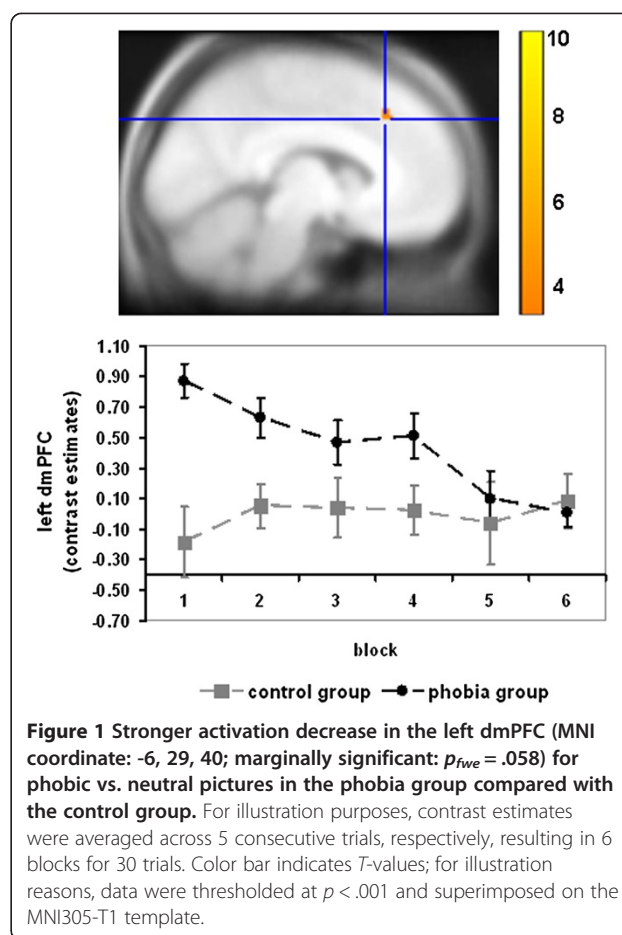 10
8
6
4
1.10
0.90
0.70
0.50
0.30
0.10
-0.10
-0.30
-0.50
-0.70
left dmPFC
(contrast estimates)
1 2 3 4 5 6
block
control group phobia group
Figure 1 Stronger activation decrease in the left dmPFC (MNI
coordinate: -6, 29, 40; marginally significant: pfwe = .058) for
phobic vs. neutral pictures in the phobia group compared with
the control group. For illustration purposes, contrast estimates
were averaged across 5 consecutive trials, respectively, resulting in 6
blocks for 30 trials. Color bar indicates T-values; for illustration
reasons, data were thresholded at p < .001 and superimposed on the
MNI305-T1 template.